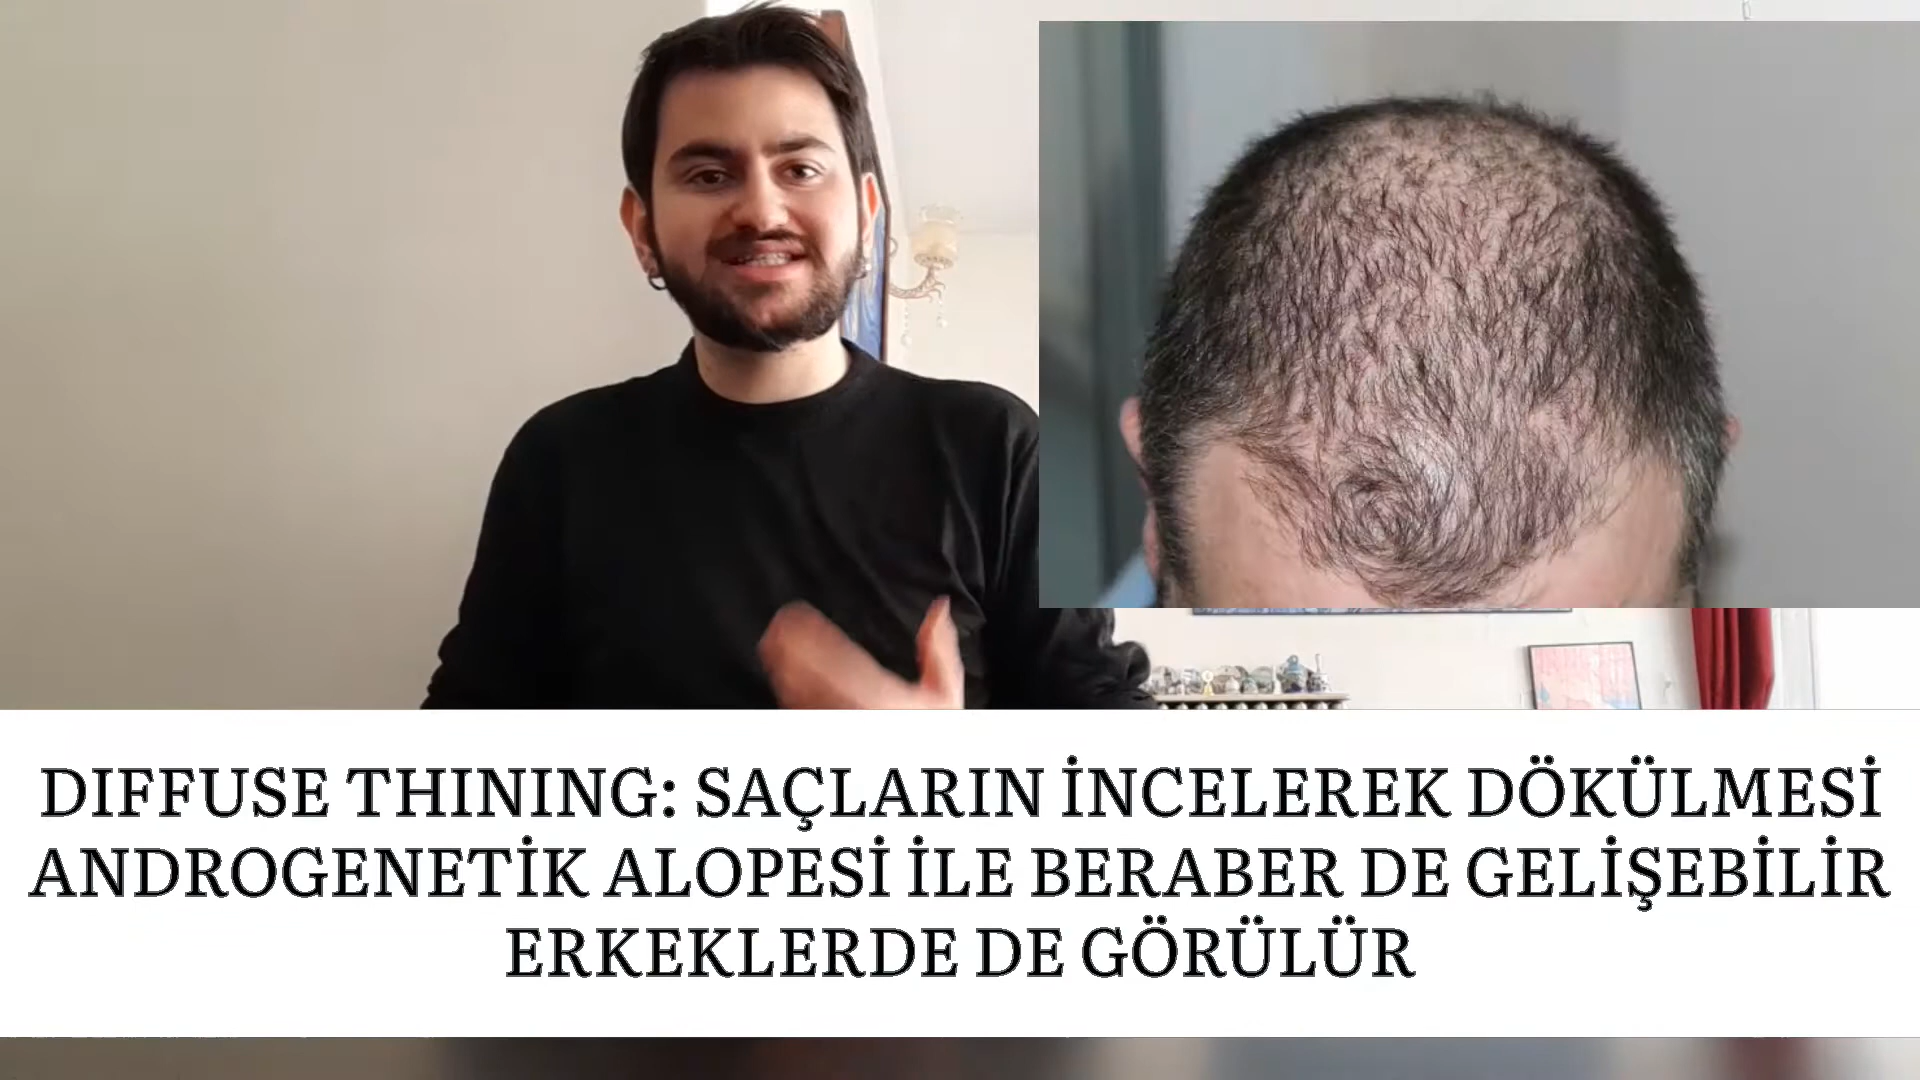 DIFFUSE THINING: SAÇLARIN İNCELEREK DÖKÜLMESİ
ANDROGENETİK ALOPESİ İLE BERABER DE GELİŞEBİLİR
ERKEKLERDE DE GÖRÜLÜR